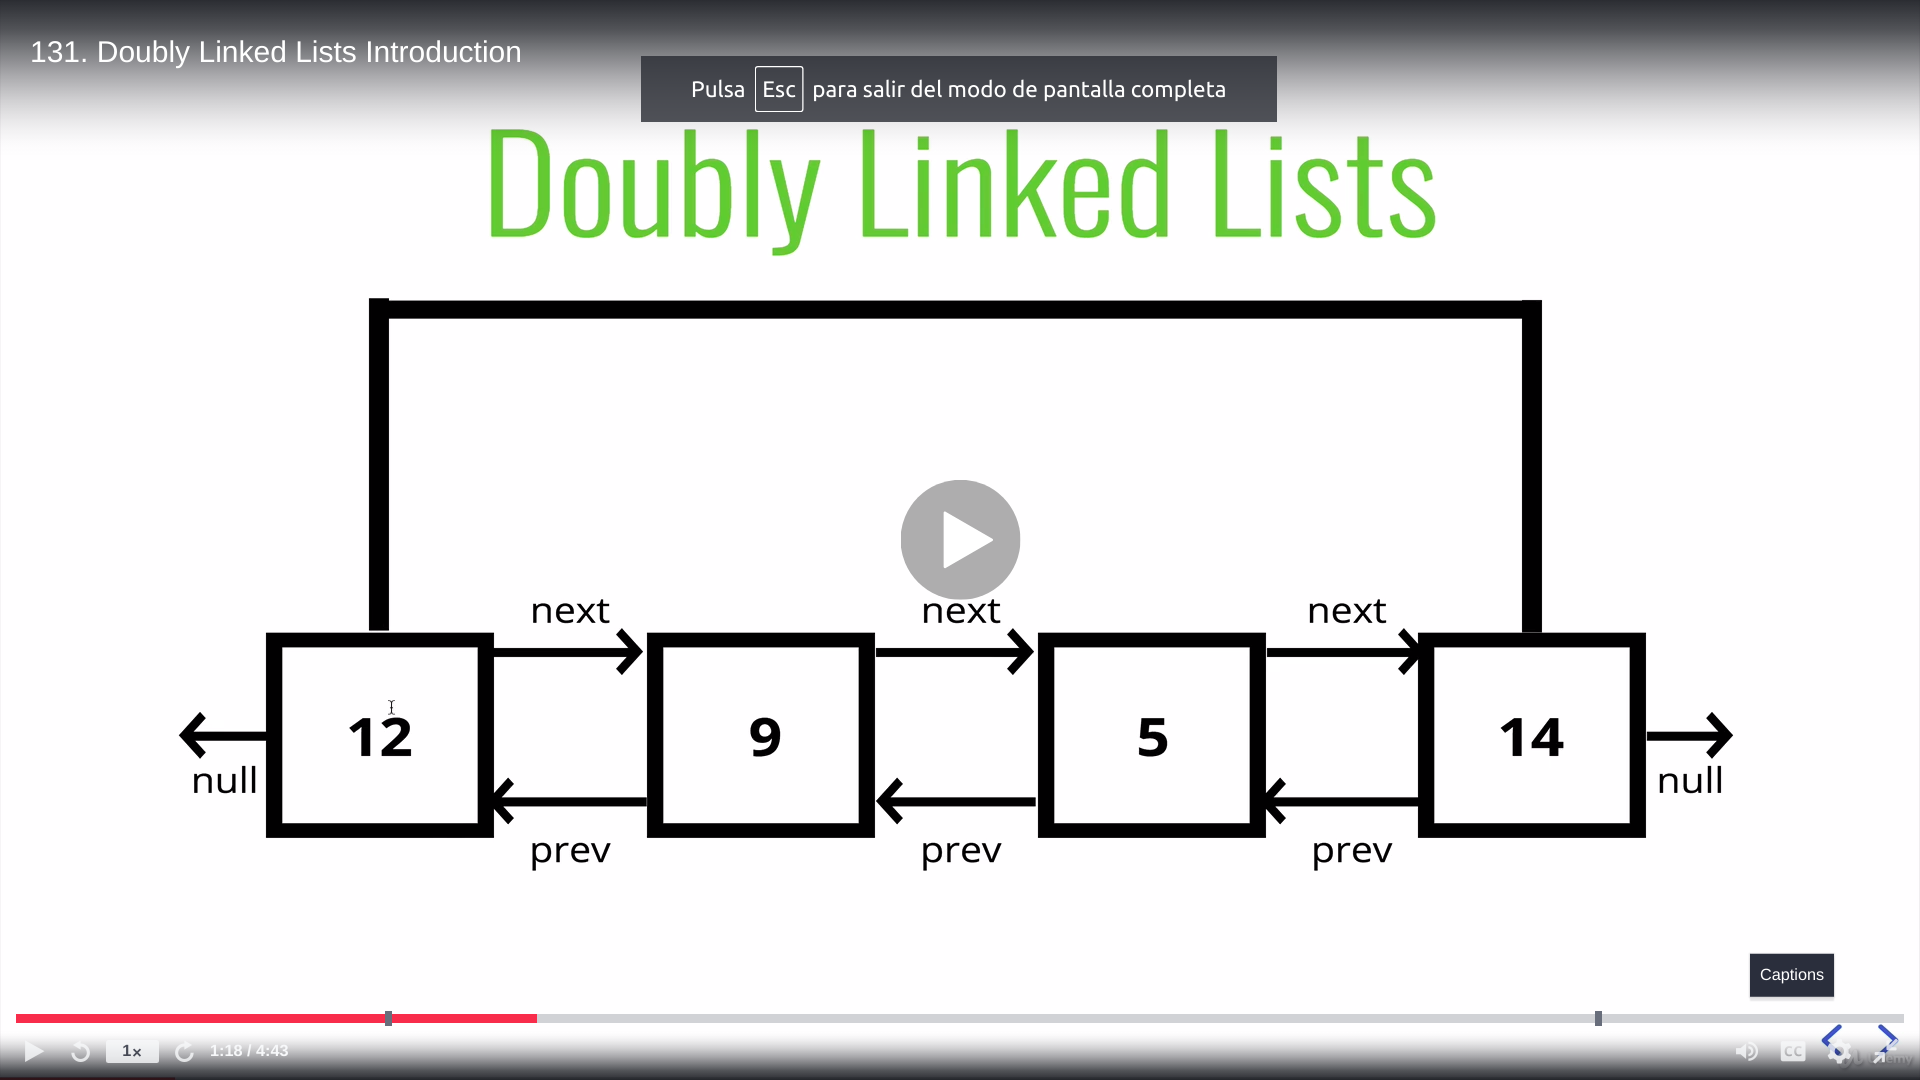 131. Doubly Linked Lists Introduction
Pulsa Esc para salir del modo de pantalla completa
Doubly Linked Lists
next next next
12 9 5 14
null null
prev prev prev
Captions
1x 1:18 / 4:43 CC